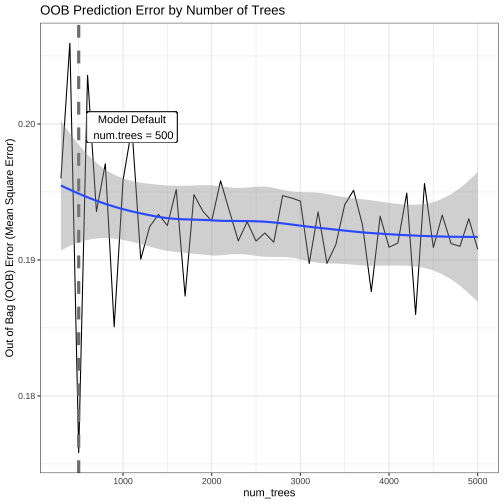 OOB Prediction Error by Number of Trees
Out of Bag (OOB) Error (Mean Square Error)
0.20
0.19
0.18
Model Default
num.trees = 500
1000
2000
3000
4000
5000
num_trees